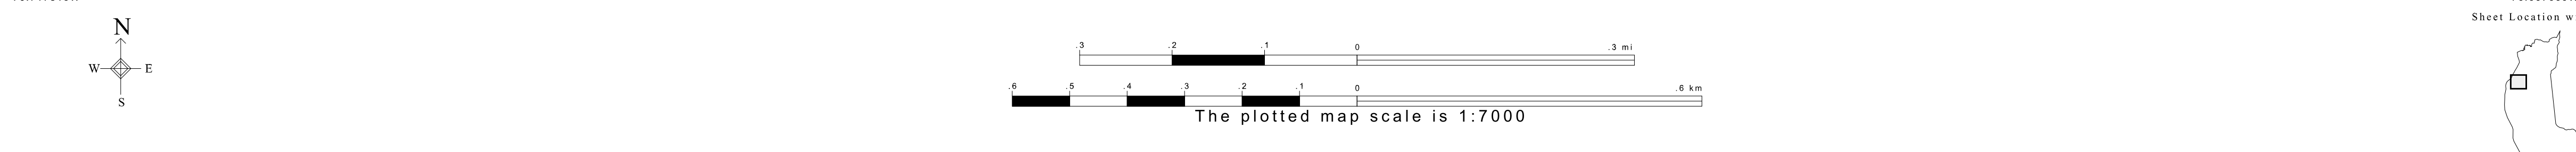 Sheet Location w
N
W E
S
.3 .2 .1 0 .3 mi
.6 .5 .4 .3 .2 .1 0 .6 km
The plotted map scale is 1:7000